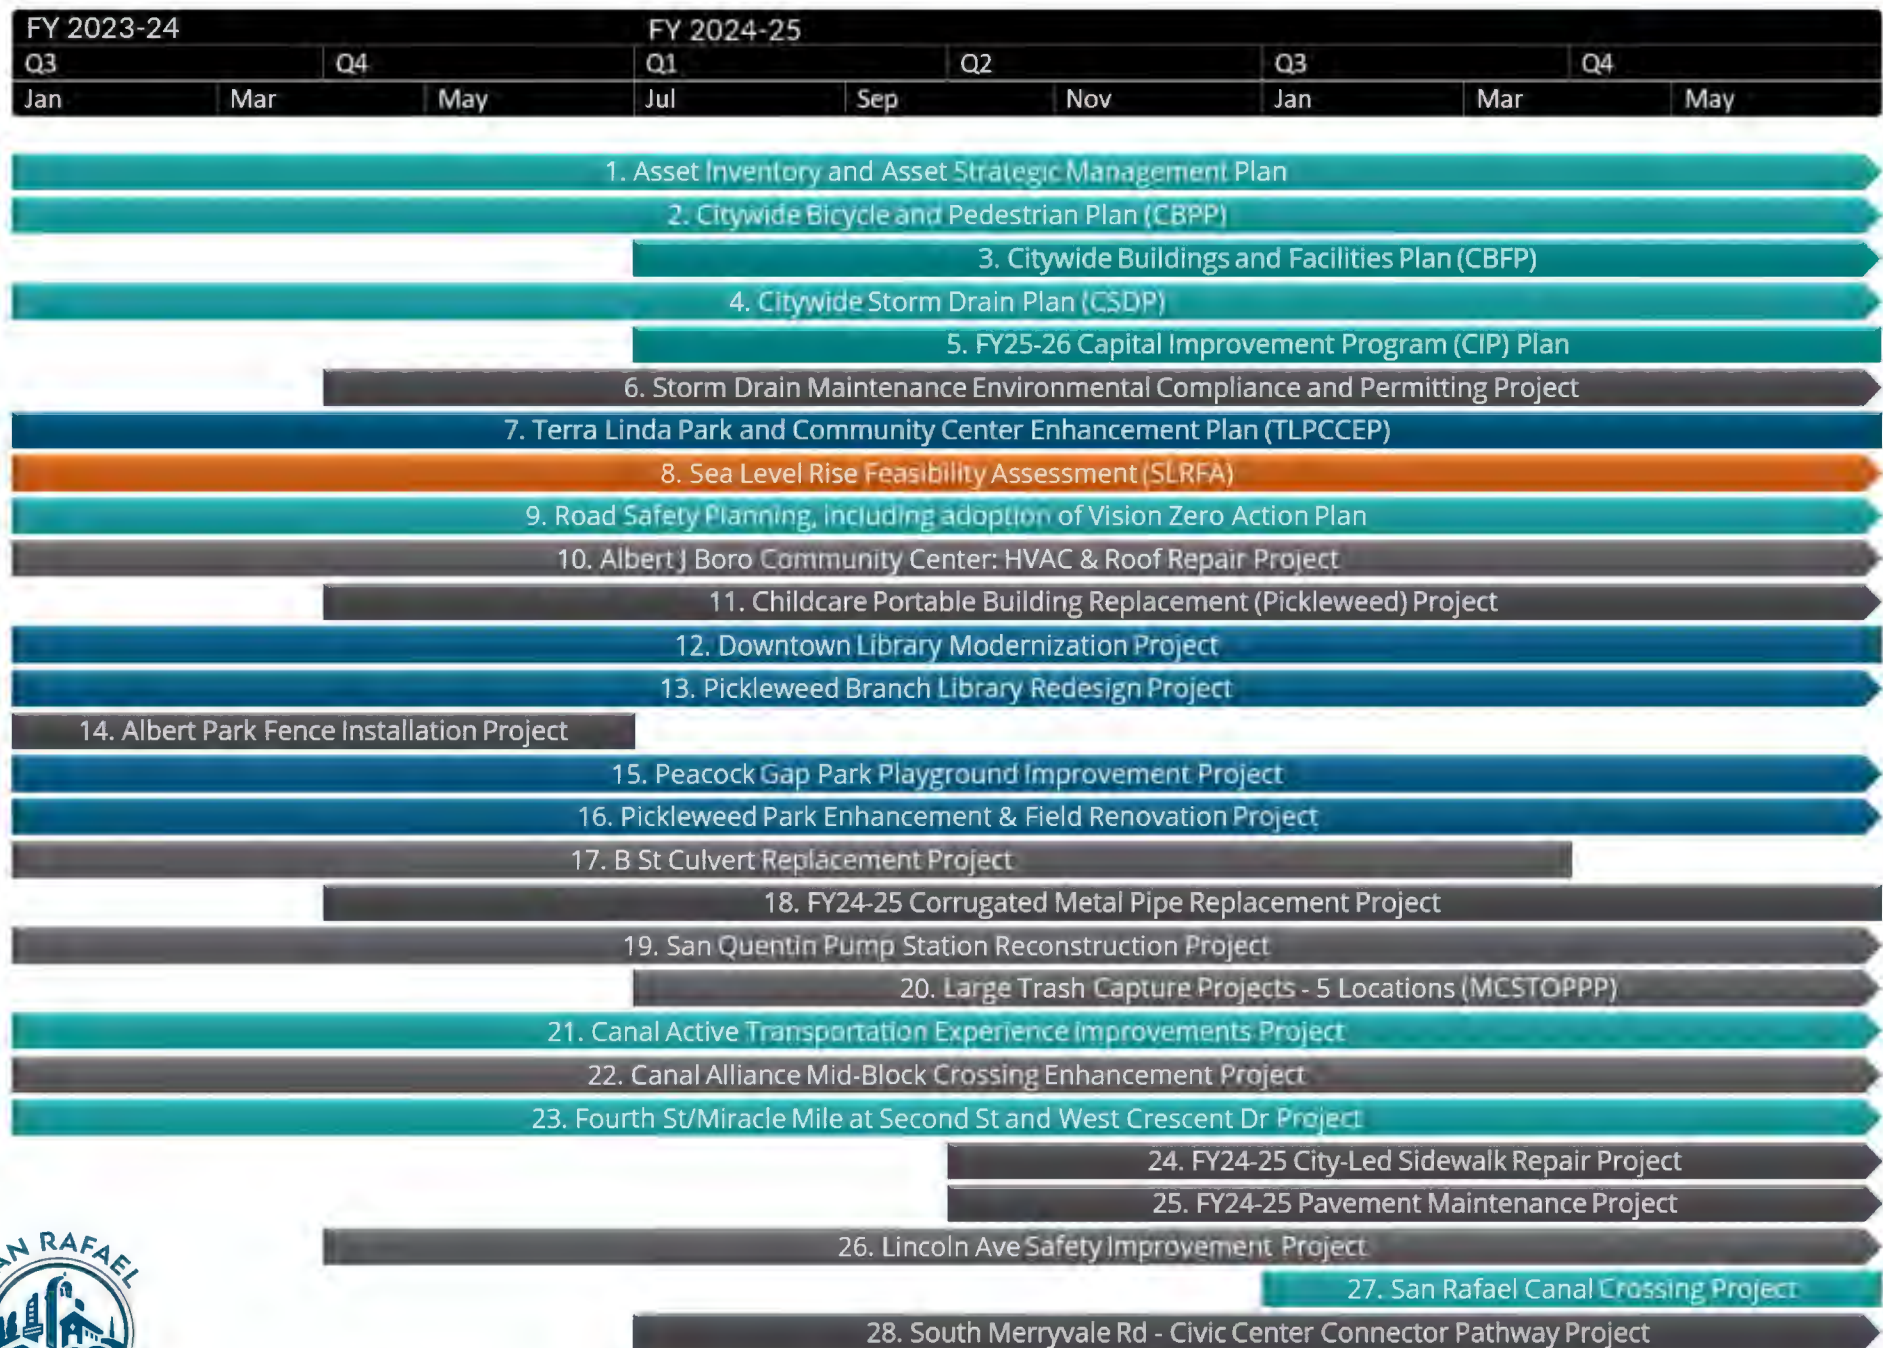 FY 2023-24 FY 2024-25
Q3 Q4 Q1 Q2 Q3 Q4
Jan Mar May Jul Sep Nov Jan Mar May
1. Asset Inventory and Asset Strategic Management Plan
2. Citywide Bicycle and Pedestrian Plan (CBPP)
3. Citywide Buildings and Facilities Plan (CBFP)
4. Citywide Storm Drain Plan (CSDP)
5. FY25-26 Capital Improvement Program (CIP) Plan
6. Storm Drain Maintenance Environmental Compliance and Permitting Project
7. Terra Linda Park and Community Center Enhancement Plan (TLPCCEP)
8. Sea Level Rise Feasibility Assessment (SLRFA)
9. Road Safety Planning, including adoption of Vision Zero Action Plan
10. Albert J Boro Community Center: HVAC & Roof Repair Project
11. Childcare Portable Building Replacement (Pickleweed) Project
12. Downtown Library Modernization Project
13. Pickleweed Branch Library Redesign Project
14. Albert Park Fence Installation Project
15. Peacock Gap Park Playground Improvement Project
16. Pickleweed Park Enhancement & Field Renovation Project
17. B St Culvert Replacement Project
18. FY24-25 Corrugated Metal Pipe Replacement Project
19. San Quentin Pump Station Reconstruction Project
20. Large Trash Capture Projects - 5 Locations (MCSTOPPP)
21. Canal Active Transportation Experience Improvements Project
22. Canal Alliance Mid-Block Crossing Enhancement Project
23. Fourth St/Miracle Mile at Second St and West Crescent Dr Project
24. FY24-25 City-Led Sidewalk Repair Project
25. FY24-25 Pavement Maintenance Project
26. Lincoln Ave Safety Improvement Project
27. San Rafael Canal Crossing Project
28. South Merryvale Rd - Civic Center Connector Pathway Project
AN RAFAEL